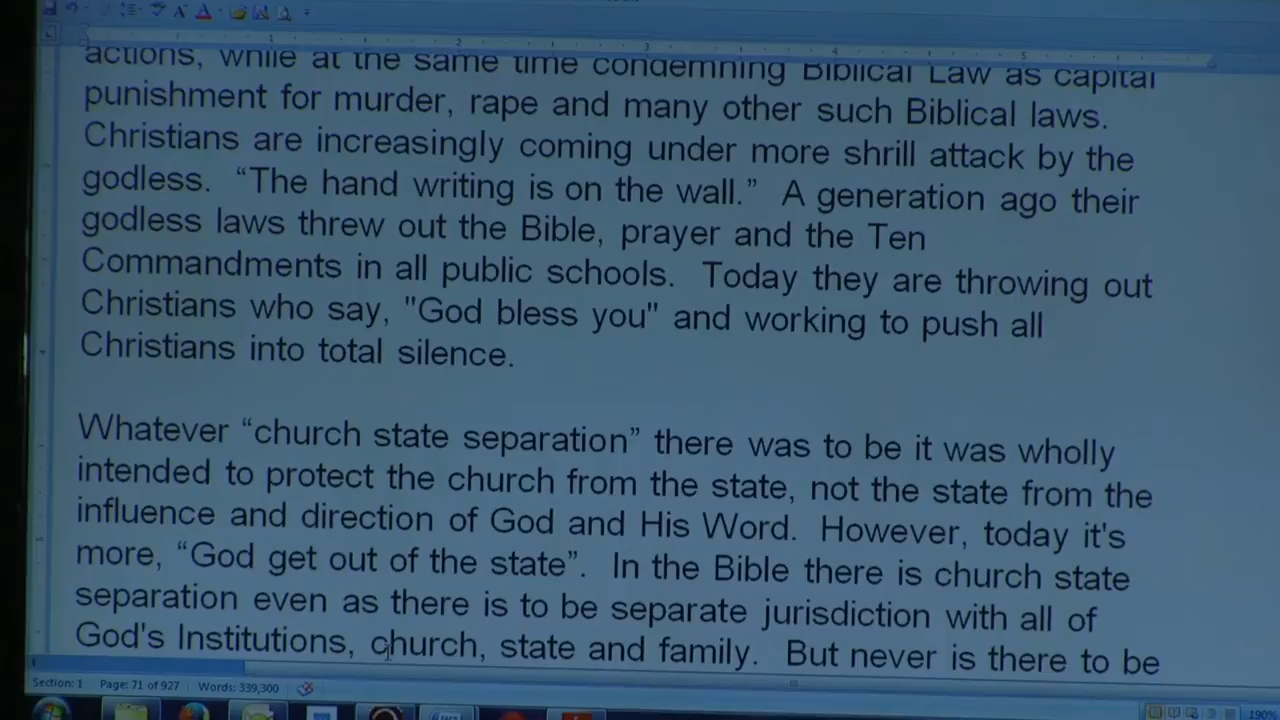 1 2 3 4 5
actions, while at the same time condemning Biblical Law as capital
punishment for murder, rape and many other such Biblical laws.
Christians are increasingly coming under more shrill attack by the
godless.  “The hand writing is on the wall.”  A generation ago their
godless laws threw out the Bible, prayer and the Ten
Commandments in all public schools.  Today they are throwing out
Christians who say, "God bless you" and working to push all
Christians into total silence.
Whatever “church state separation” there was to be it was wholly
intended to protect the church from the state, not the state from the
influence and direction of God and His Word.  However, today it's
more, “God get out of the state”.  In the Bible there is church state
separation even as there is to be separate jurisdiction with all of
God's Institutions, church, state and family.  But never is there to be
Section: 1 Page: 71 of 927 Words: 339,300 190%